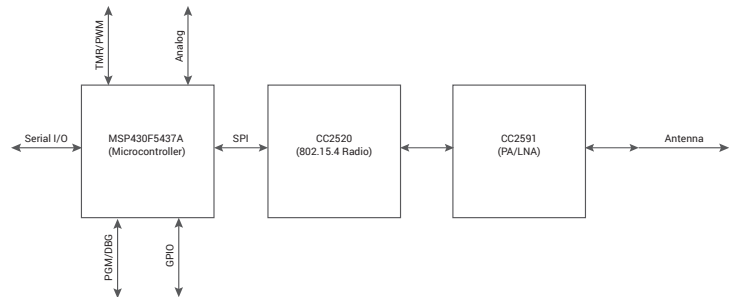 TMR/PWM
Analog
Serial I/O
MSP430F5437A
(Microcontroller)
SPI
CC2520
(802.15.4 Radio)
CC2591
(PA/LNA)
Antenna
PGM/DBG
GPIO